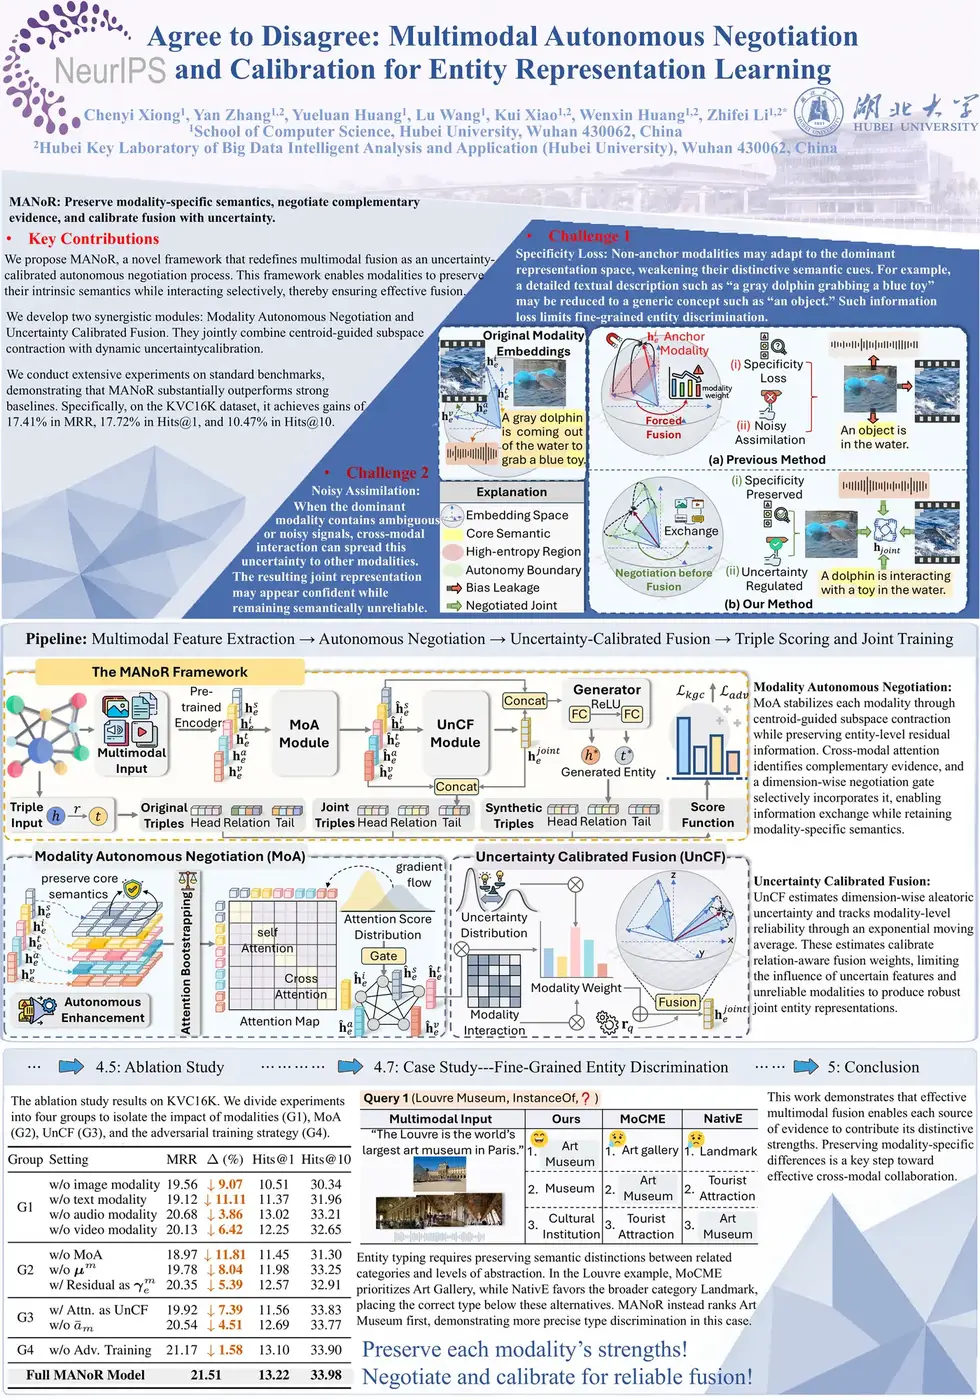 Agree to Disagree: Multimodal Autonomous Negotiation
and Calibration for Entity Representation Learning
NeurIPS
Chenyi Xiong1, Yan Zhang1,2, Yueluan Huang1, Lu Wang1, Kui Xiao1,2, Wenxin Huang1,2, Zhifei Li1,2*
1School of Computer Science, Hubei University, Wuhan 430062, China
2Hubei Key Laboratory of Big Data Intelligent Analysis and Application (Hubei University), Wuhan 430062, China
湖北大学
HUBEI UNIVERSITY
MANoR: Preserve modality-specific semantics, negotiate complementary
evidence, and calibrate fusion with uncertainty.
• Key Contributions
We propose MANoR, a novel framework that redefines multimodal fusion as an uncertainty-
calibrated autonomous negotiation process. This framework enables modalities to preserve
their intrinsic semantics while interacting selectively, thereby ensuring effective fusion.
We develop two synergistic modules: Modality Autonomous Negotiation and
Uncertainty Calibrated Fusion. They jointly combine centroid-guided subspace
contraction with dynamic uncertaintycalibration.
We conduct extensive experiments on standard benchmarks,
demonstrating that MANoR substantially outperforms strong
baselines. Specifically, on the KVC16K dataset, it achieves gains of
17.41% in MRR, 17.72% in Hits@1, and 10.47% in Hits@10.
• Challenge 1
Specificity Loss: Non-anchor modalities may adapt to the dominant
representation space, weakening their distinctive semantic cues. For example,
a detailed textual description such as “a gray dolphin grabbing a blue toy”
may be reduced to a generic concept such as “an object.” Such information
loss limits fine-grained entity discrimination.
• Challenge 2
Noisy Assimilation:
When the dominant
modality contains ambiguous
or noisy signals, cross-modal
interaction can spread this
uncertainty to other modalities.
The resulting joint representation
may appear confident while
remaining semantically unreliable.
Original Modality
Embeddings
A gray dolphin
is coming out
of the water to
grab a blue toy.
Explanation
Embedding Space
Core Semantic
High-entropy Region
Autonomy Boundary
Bias Leakage
Negotiated Joint
Anchor
Modality
modality
weight
Forced
Fusion
(i) Specificity
Loss
(ii) Noisy
Assimilation
An object is
in the water.
(a) Previous Method
Exchange
Negotiation before
Fusion
(i) Specificity
Preserved
(ii) Uncertainty
Regulated
h joint
A dolphin is interacting
with a toy in the water.
(b) Our Method
Pipeline: Multimodal Feature Extraction → Autonomous Negotiation → Uncertainty-Calibrated Fusion → Triple Scoring and Joint Training
The MANoR Framework
Multimodal
Input
Pre-
trained
Encoder
MoA
Module
UnCF
Module
Concat
Concat
Generator
ReLU
FC
FC
h* t*
Generated Entity
Lkgc Ladv
Triple
Input
h r t
Original
Triples Head Relation Tail
Joint
Triples Head Relation Tail
Synthetic
Triples Head Relation Tail
Score
Function
Modality Autonomous Negotiation:
MoA stabilizes each modality through
centroid-guided subspace contraction
while preserving entity-level residual
information. Cross-modal attention
identifies complementary evidence, and
a dimension-wise negotiation gate
selectively incorporates it, enabling
information exchange while retaining
modality-specific semantics.
Modality Autonomous Negotiation (MoA)
preserve core
semantics
Autonomous
Enhancement
Attention Bootstrapping
self
Attention
Cross
Attention
Attention Map
gradient
flow
Attention Score
Distribution
Gate
Uncertainty Calibrated Fusion (UnCF)
Uncertainty
Distribution
Modality
Interaction
Modality Weight
z
x
y
Fusion
rq
Uncertainty Calibrated Fusion:
UnCF estimates dimension-wise aleatoric
uncertainty and tracks modality-level
reliability through an exponential moving
average. These estimates calibrate
relation-aware fusion weights, limiting
the influence of uncertain features and
unreliable modalities to produce robust
joint entity representations.
··· 4.5: Ablation Study ············ 4.7: Case Study---Fine-Grained Entity Discrimination ··· ··· 5: Conclusion
The ablation study results on KVC16K. We divide experiments
into four groups to isolate the impact of modalities (G1), MoA
(G2), UnCF (G3), and the adversarial training strategy (G4).
Group Setting MRR Δ (%) Hits@1 Hits@10
G1
w/o image modality 19.56 ↓ 9.07 10.51 30.34
w/o text modality 19.12 ↓ 11.11 11.37 31.96
w/o audio modality 20.68 ↓ 3.86 13.02 33.21
w/o video modality 20.13 ↓ 6.42 12.25 32.65
G2
w/o MoA 18.97 ↓ 11.81 11.45 31.30
w/o μm 19.78 ↓ 8.04 11.98 33.25
w/ Residual as γem 20.35 ↓ 5.39 12.57 32.91
G3
w/ Attn. as UnCF 19.92 ↓ 7.39 11.56 33.83
w/o ām 20.54 ↓ 4.51 12.69 33.77
G4 w/o Adv. Training 21.17 ↓ 1.58 13.10 33.90
Full MANoR Model 21.51 13.22 33.98
Query 1 (Louvre Museum, InstanceOf, ? )
Multimodal Input Ours MoCME NativE
“The Louvre is the world’s
largest art museum in Paris.”
1. Art Museum 1. Art gallery 1. Landmark
2. Museum 2. Art Museum 2. Tourist Attraction
3. Cultural Institution 3. Tourist Attraction 3. Art Museum
Entity typing requires preserving semantic distinctions between related
categories and levels of abstraction. In the Louvre example, MoCME
prioritizes Art Gallery, while NativE favors the broader category Landmark,
placing the correct type below these alternatives. MANoR instead ranks Art
Museum first, demonstrating more precise type discrimination in this case.
Preserve each modality’s strengths!
Negotiate and calibrate for reliable fusion!
This work demonstrates that effective
multimodal fusion enables each source
of evidence to contribute its distinctive
strengths. Preserving modality-specific
differences is a key step toward
effective cross-modal collaboration.